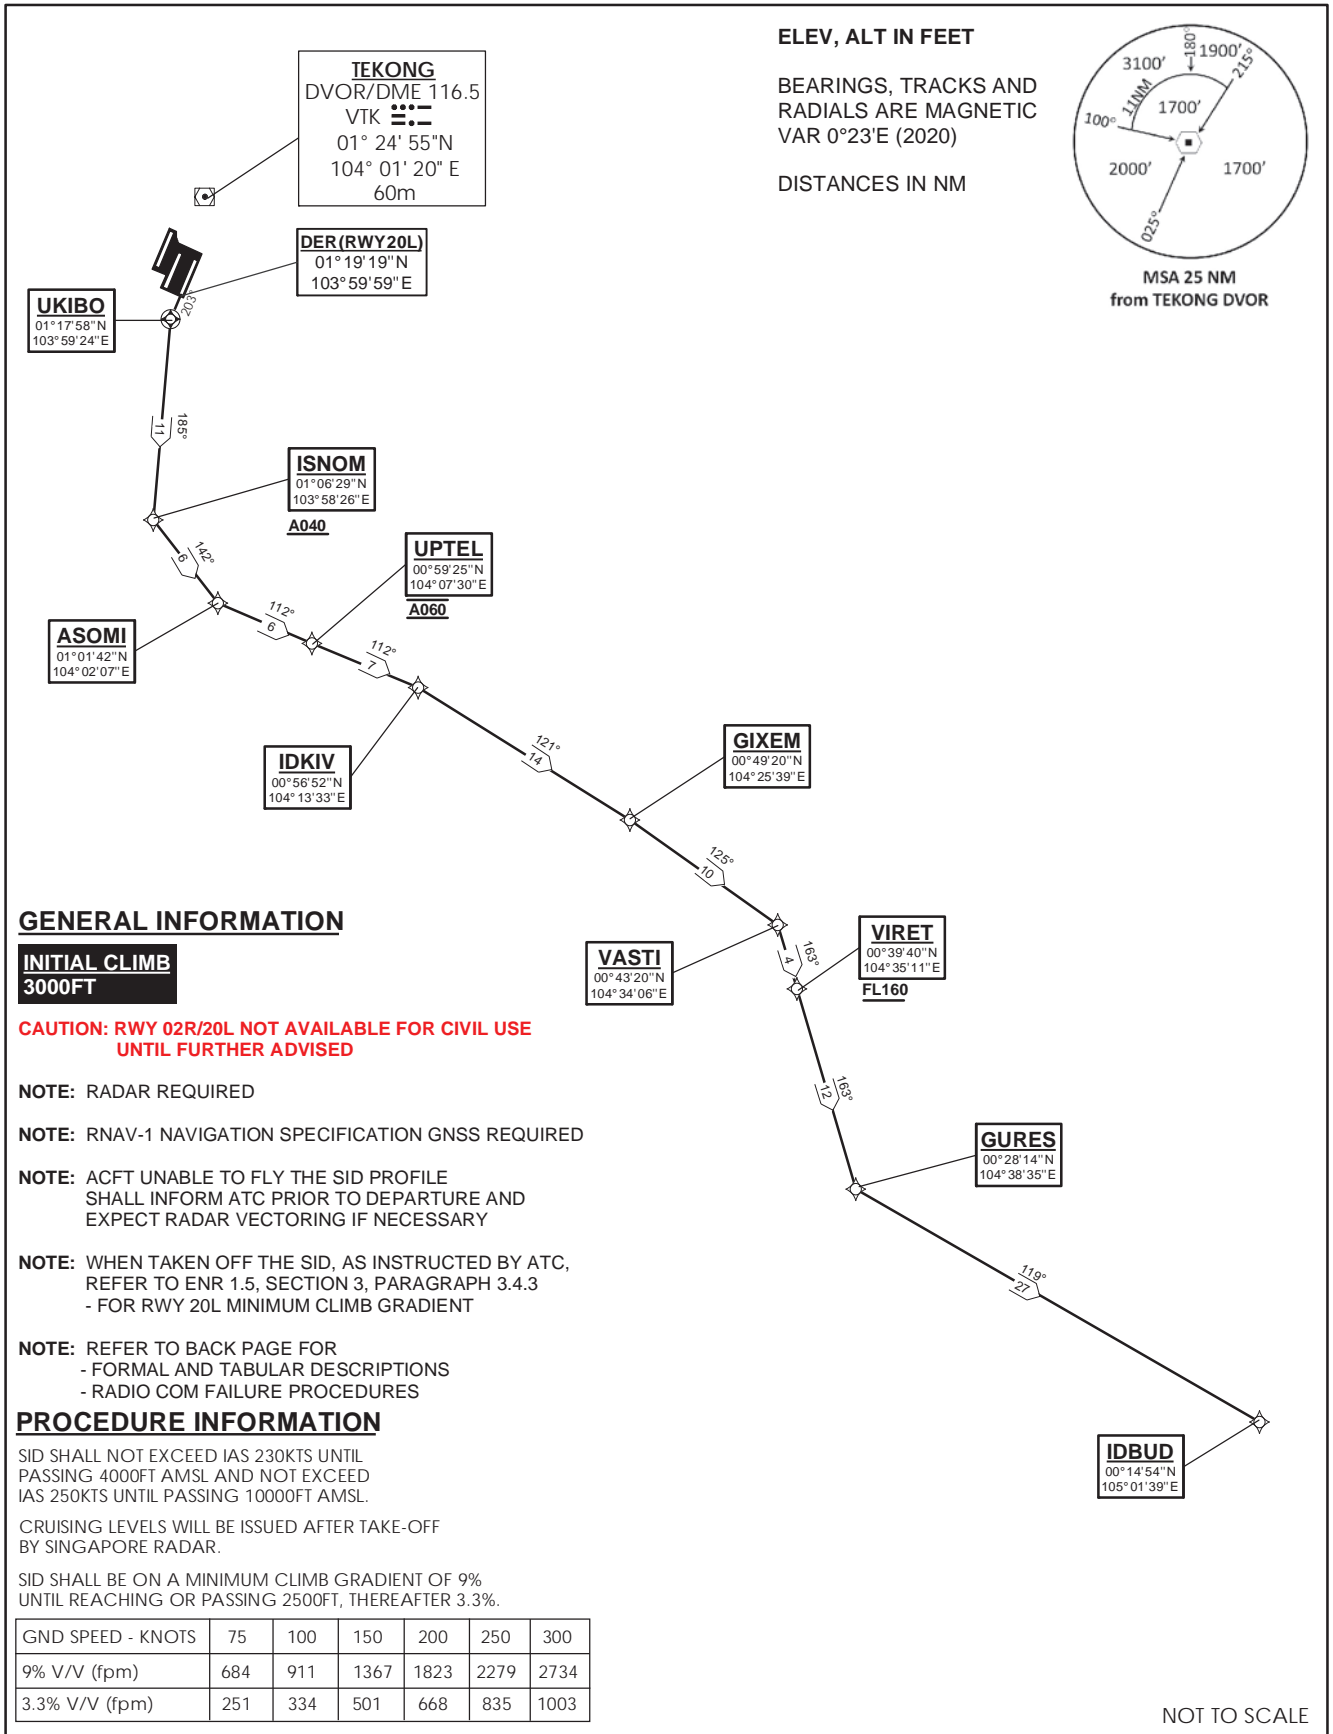 TEKONG
DVOR/DME 116.5
VTK
01° 24' 55"N
104° 01' 20" E
60m
ELEV, ALT IN FEET
BEARINGS, TRACKS AND
RADIALS ARE MAGNETIC
VAR 0°23'E (2020)
DISTANCES IN NM
3100'
180°
1900'
215°
11NM
1700'
100°
2000'
1700'
025°
MSA 25 NM
from TEKONG DVOR
DER(RWY20L)
01°19'19"N
103°59'59"E
203°
UKIBO
01°17'58"N
103°59'24"E
11
185°
ISNOM
01°06'29"N
103°58'26"E
A040
6
142°
UPTEL
00°59'25"N
104°07'30"E
A060
ASOMI
01°01'42"N
104°02'07"E
112°
6
112°
7
IDKIV
00°56'52"N
104°13'33"E
121°
14
GIXEM
00°49'20"N
104°25'39"E
125°
10
VASTI
00°43'20"N
104°34'06"E
4
163°
VIRET
00°39'40"N
104°35'11"E
FL160
12
163°
GURES
00°28'14"N
104°38'35"E
119°
27
IDBUD
00°14'54"N
105°01'39"E
GENERAL INFORMATION
INITIAL CLIMB
3000FT
CAUTION: RWY 02R/20L NOT AVAILABLE FOR CIVIL USE
UNTIL FURTHER ADVISED
NOTE: RADAR REQUIRED
NOTE: RNAV-1 NAVIGATION SPECIFICATION GNSS REQUIRED
NOTE: ACFT UNABLE TO FLY THE SID PROFILE
SHALL INFORM ATC PRIOR TO DEPARTURE AND
EXPECT RADAR VECTORING IF NECESSARY
NOTE: WHEN TAKEN OFF THE SID, AS INSTRUCTED BY ATC,
REFER TO ENR 1.5, SECTION 3, PARAGRAPH 3.4.3
- FOR RWY 20L MINIMUM CLIMB GRADIENT
NOTE: REFER TO BACK PAGE FOR
- FORMAL AND TABULAR DESCRIPTIONS
- RADIO COM FAILURE PROCEDURES
PROCEDURE INFORMATION
SID SHALL NOT EXCEED IAS 230KTS UNTIL
PASSING 4000FT AMSL AND NOT EXCEED
IAS 250KTS UNTIL PASSING 10000FT AMSL.
CRUISING LEVELS WILL BE ISSUED AFTER TAKE-OFF
BY SINGAPORE RADAR.
SID SHALL BE ON A MINIMUM CLIMB GRADIENT OF 9%
UNTIL REACHING OR PASSING 2500FT, THEREAFTER 3.3%.
GND SPEED - KNOTS 75 100 150 200 250 300
9% V/V (fpm) 684 911 1367 1823 2279 2734
3.3% V/V (fpm) 251 334 501 668 835 1003
NOT TO SCALE